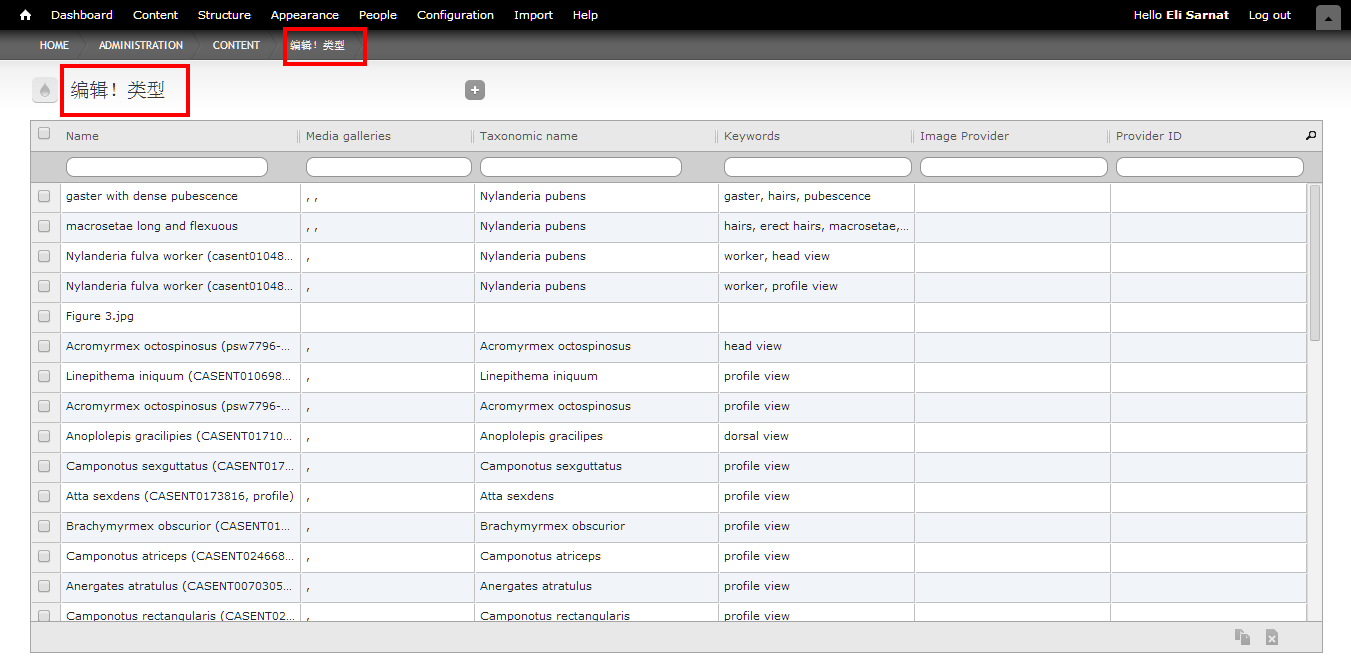 Dashboard Content Structure Appearance People Configuration Import Help Hello Eli Sarnat Log out
HOME ADMINISTRATION CONTENT 编辑！类型
编辑！类型
Name Media galleries Taxonomic name Keywords Image Provider Provider ID
gaster with dense pubescence , , Nylanderia pubens gaster, hairs, pubescence
macrosetae long and flexuous , , Nylanderia pubens hairs, erect hairs, macrosetae,...
Nylanderia fulva worker (casent01048... , Nylanderia pubens worker, head view
Nylanderia fulva worker (casent01048... , Nylanderia pubens worker, profile view
Figure 3.jpg
Acromyrmex octospinosus (psw7796-... , Acromyrmex octospinosus head view
Linepithema iniquum (CASENT010698... , Linepithema iniquum profile view
Acromyrmex octospinosus (psw7796-... , Acromyrmex octospinosus profile view
Anoplolepis gracilipies (CASENT01710... , Anoplolepis gracilipes dorsal view
Camponotus sexguttatus (CASENT017... , Camponotus sexguttatus profile view
Atta sexdens (CASENT0173816, profile) , Atta sexdens profile view
Brachymyrmex obscurior (CASENT01... , Brachymyrmex obscurior profile view
Camponotus atriceps (CASENT024668... , Camponotus atriceps profile view
Anergates atratulus (CASENT0070305... , Anergates atratulus profile view
Camponotus rectangularis (CASENT02... , Camponotus rectangularis profile view